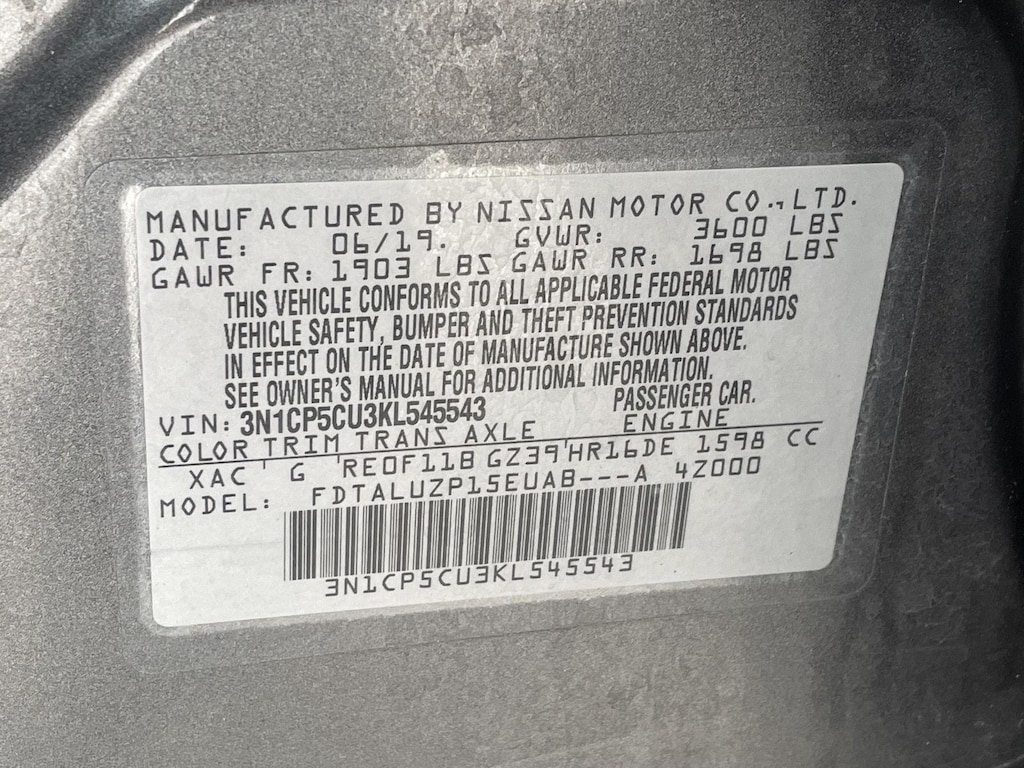 MANUFACTURED BY NISSAN MOTOR CO.,LTD.
DATE: 06/19. GVWR: 3600 LBS
GAWR FR: 1903 LBS GAWR RR: 1698 LBS
THIS VEHICLE CONFORMS TO ALL APPLICABLE FEDERAL MOTOR
VEHICLE SAFETY, BUMPER AND THEFT PREVENTION STANDARDS
IN EFFECT ON THE DATE OF MANUFACTURE SHOWN ABOVE.
SEE OWNER'S MANUAL FOR ADDITIONAL INFORMATION.
VIN: 3N1CP5CU3KL545543 PASSENGER CAR.
COLOR TRIM TRANS AXLE ENGINE
XAC G RE0F11B GZ39 HR16DE 1598 CC
MODEL: FDTALUZP15EUAB---A 4Z000
3N1CP5CU3KL545543